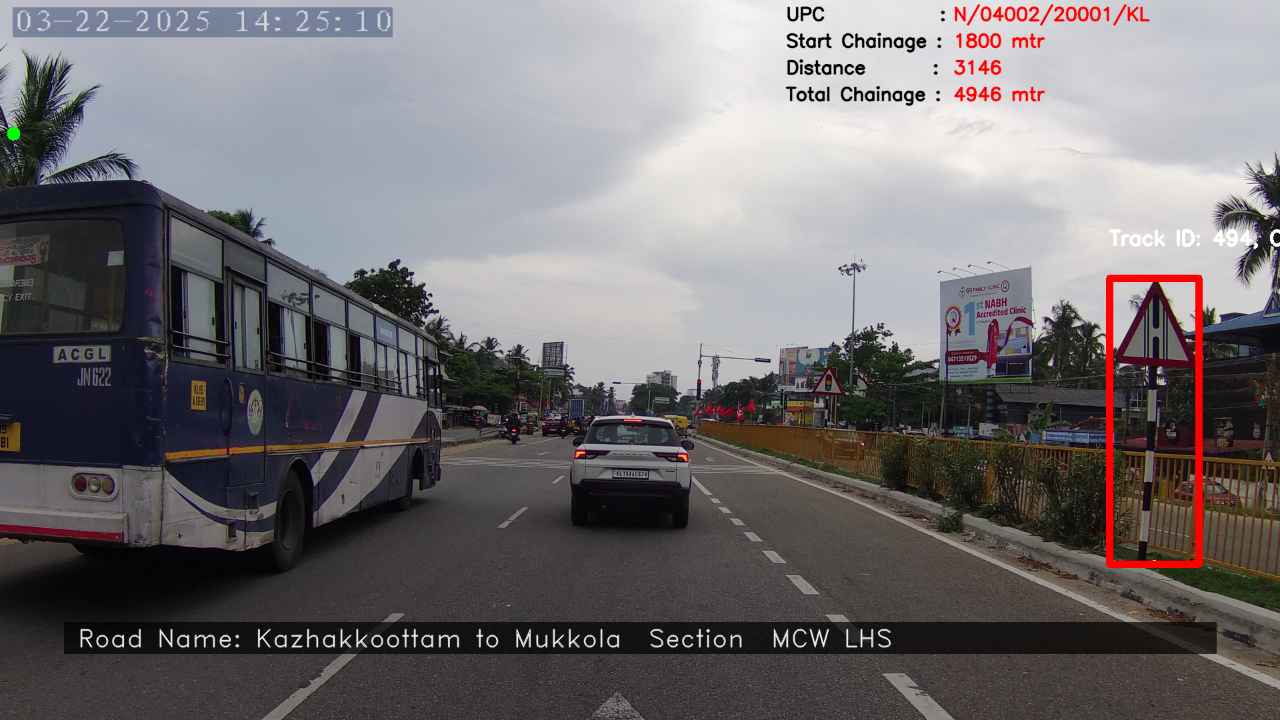 03-22-2025 14:25:10
UPC : N/04002/20001/KL
Start Chainage : 1800 mtr
Distance : 3146
Total Chainage : 4946 mtr
Track ID: 494,
1st NABH
Accredited Clinic
ACGL
JN 622
Road Name: Kazhakkoottam to Mukkola Section MCW LHS